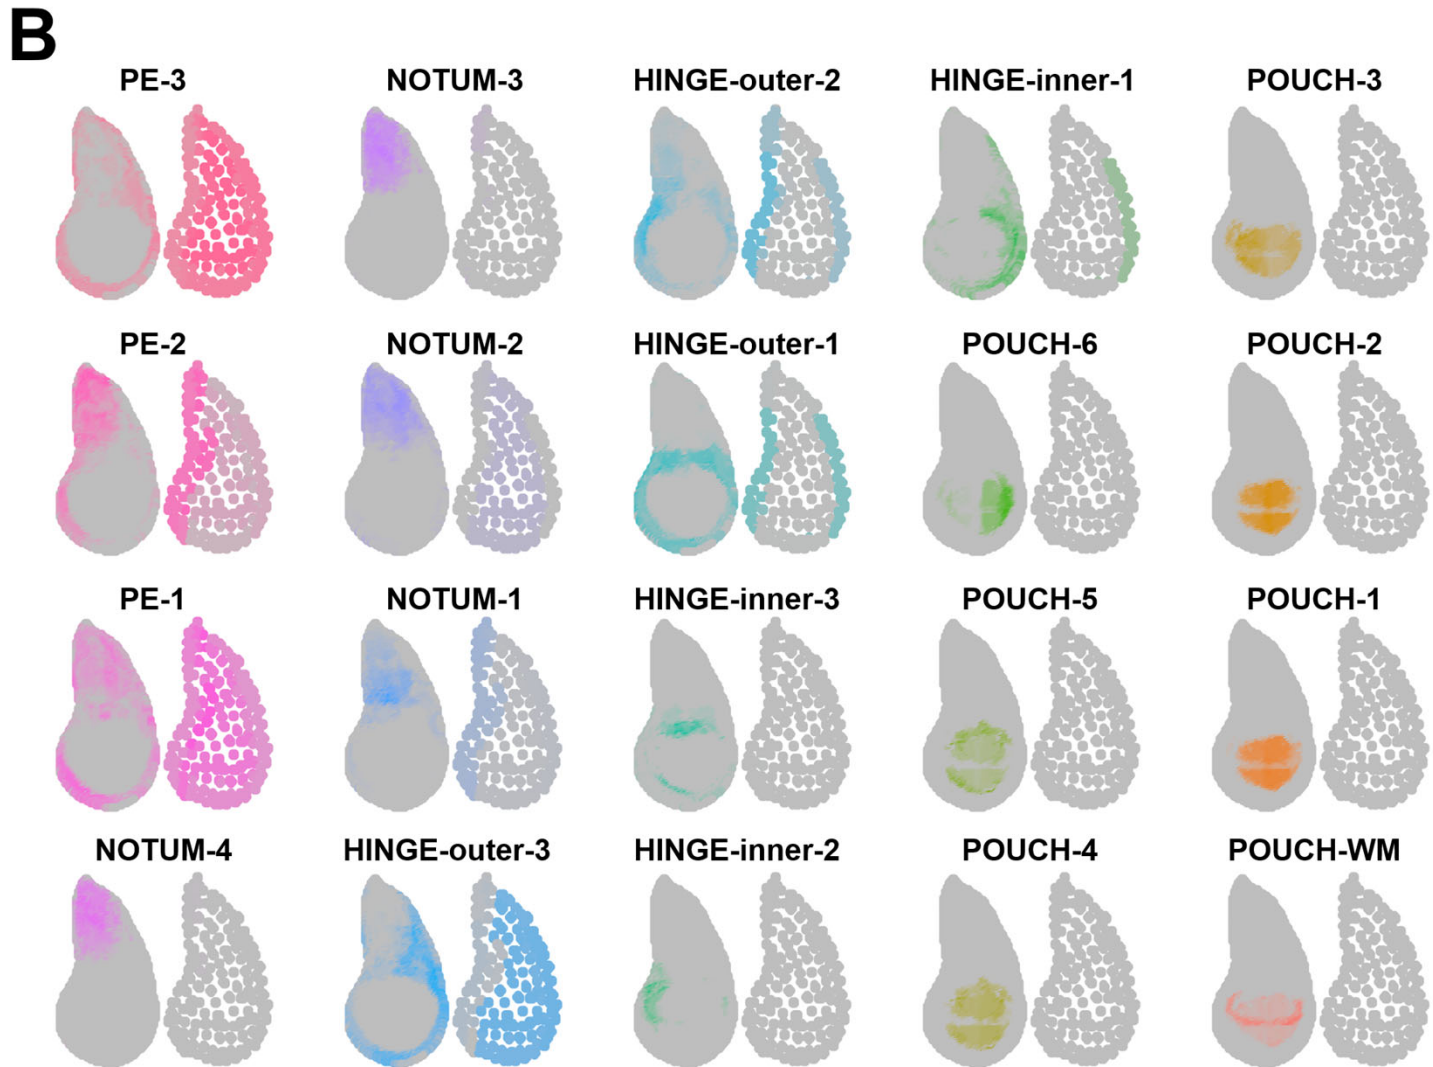 B
PE-3 NOTUM-3 HINGE-outer-2 HINGE-inner-1 POUCH-3
PE-2 NOTUM-2 HINGE-outer-1 POUCH-6 POUCH-2
PE-1 NOTUM-1 HINGE-inner-3 POUCH-5 POUCH-1
NOTUM-4 HINGE-outer-3 HINGE-inner-2 POUCH-4 POUCH-WM